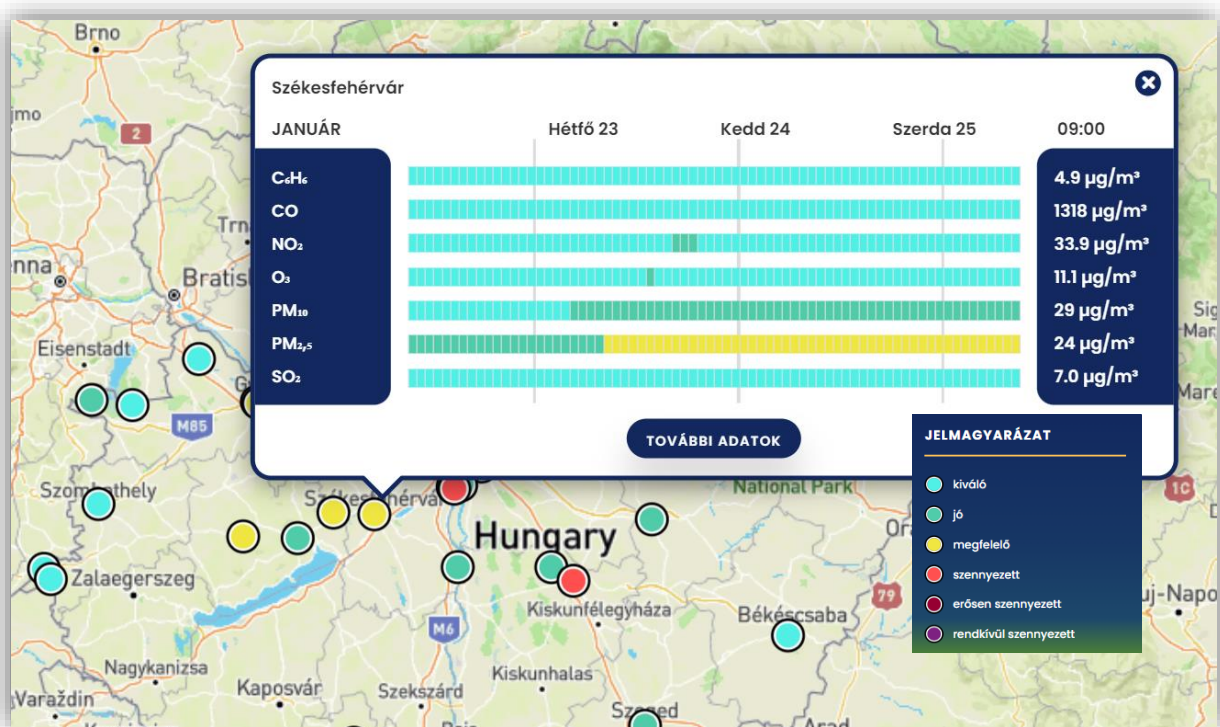 Brno
Székesfehérvár
JANUÁR Hétfő 23 Kedd 24 Szerda 25 09:00
C₆H₆ 4.9 µg/m³
CO 1318 µg/m³
NO₂ 33.9 µg/m³
O₃ 11.1 µg/m³
PM₁₀ 29 µg/m³
PM₂,₅ 24 µg/m³
SO₂ 7.0 µg/m³
TOVÁBBI ADATOK
JELMAGYARÁZAT
kiváló
jó
megfelelő
szennyezett
erősen szennyezett
rendkívül szennyezett
2
Eisenstadt
M85
National Park
1C
Hungary
Zalaegerszeg
Kiskunfélegyháza
79
Békéscsaba
M6
Nagykanizsa
Kiskunhalas
Varaždin
Kaposvár
Szekszárd
Arad